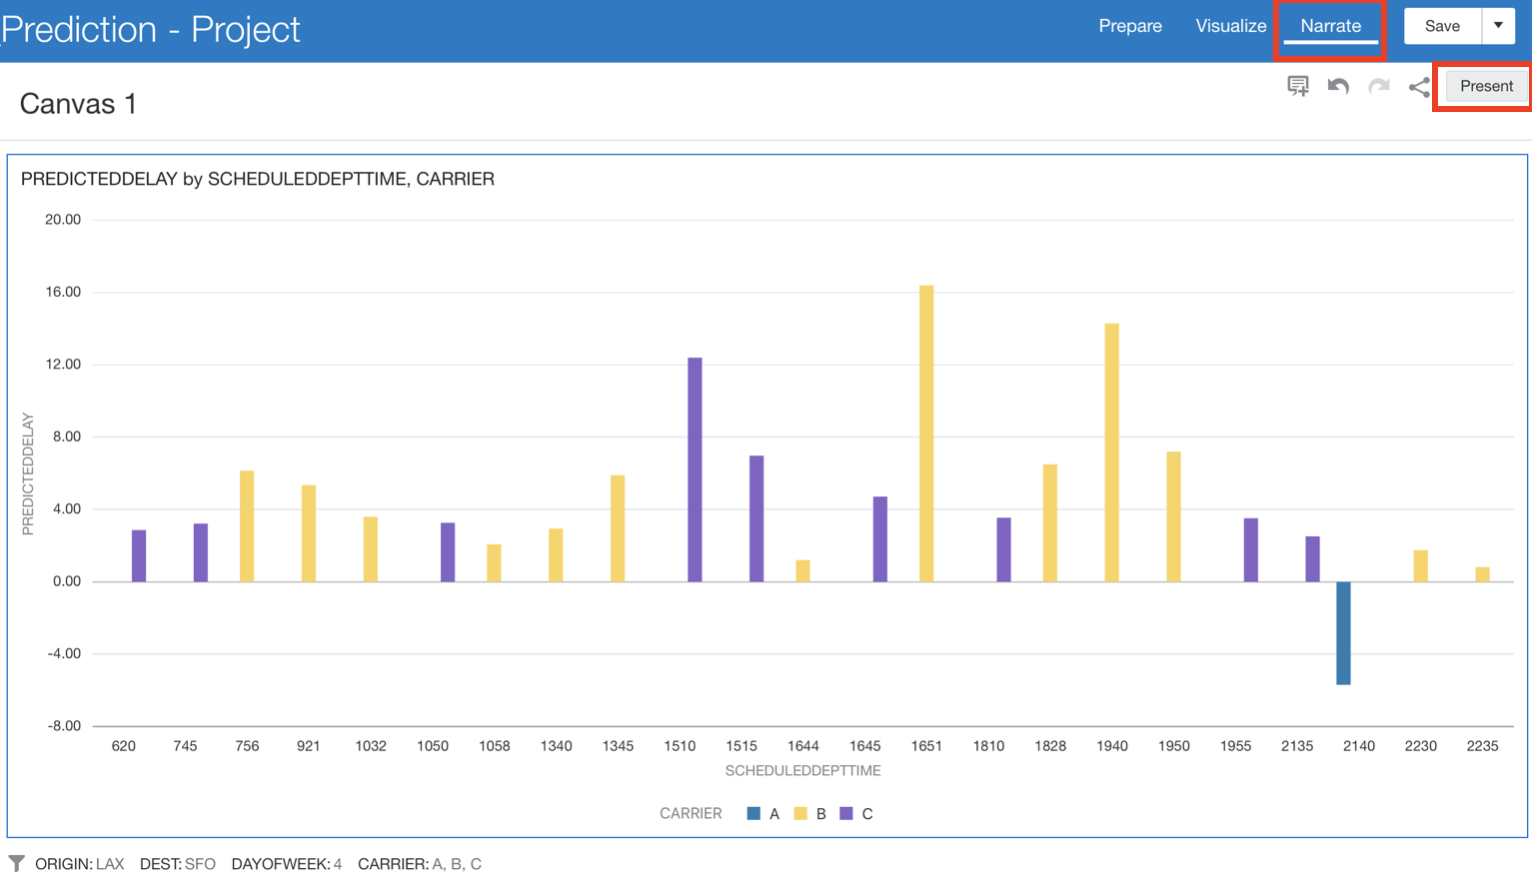 Prediction - Project
Prepare Visualize Narrate Save
Canvas 1
Present
PREDICTEDDELAY by SCHEDULEDDEPTTIME, CARRIER
20.00
16.00
12.00
8.00
4.00
0.00
-4.00
-8.00
PREDICTEDDELAY
620 745 756 921 1032 1050 1058 1340 1345 1510 1515 1644 1645 1651 1810 1828 1940 1950 1955 2135 2140 2230 2235
SCHEDULEDDEPTTIME
CARRIER A B C
ORIGIN: LAX DEST: SFO DAYOFWEEK: 4 CARRIER: A, B, C